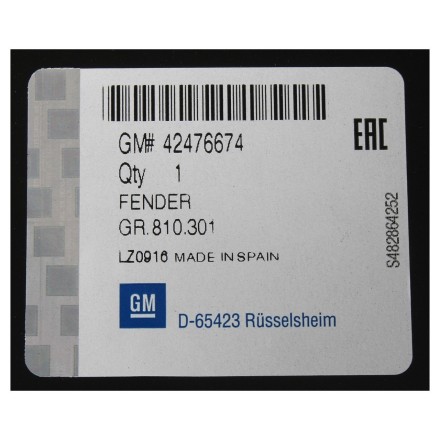 GM# 42476674
EAC
Qty 1
FENDER
GR.810.301
LZ0916 MADE IN SPAIN
S482864252
GM
D-65423 Rüsselsheim